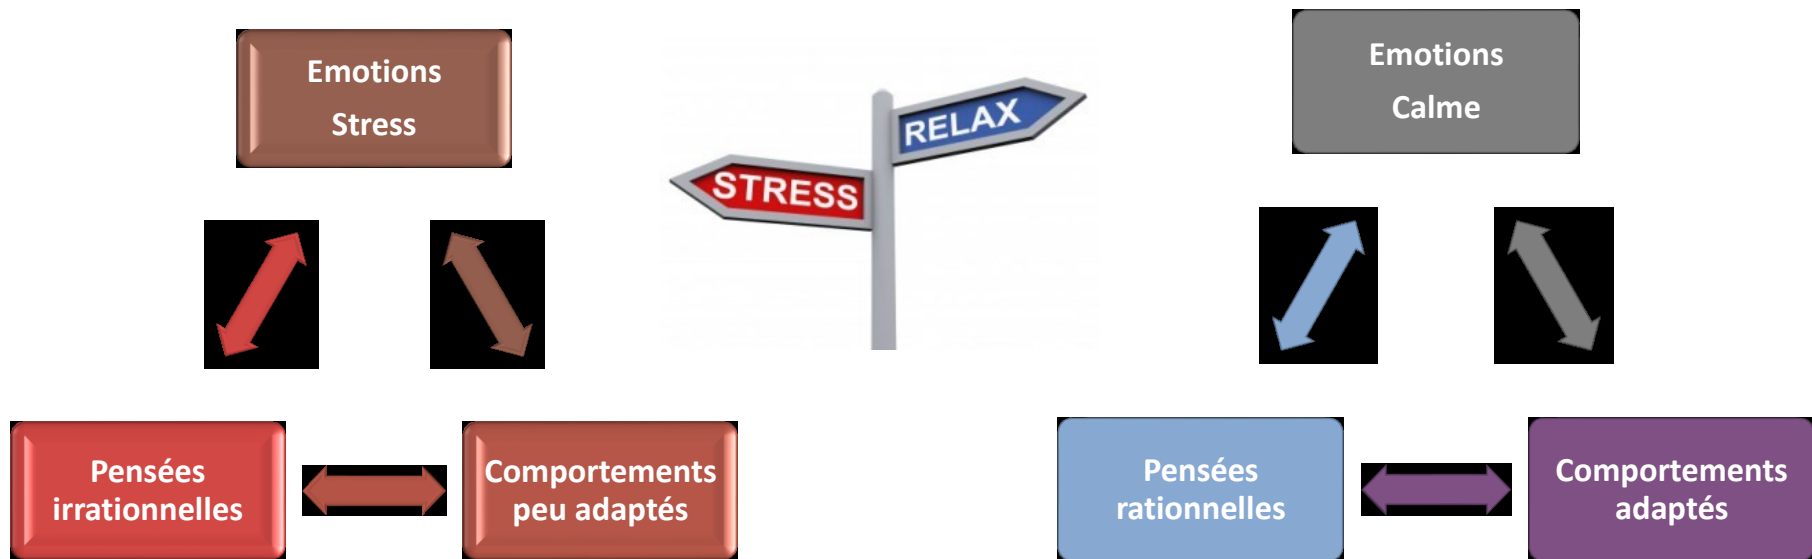 Emotions
Stress
RELAX
STRESS
Emotions
Calme
Pensées
irrationnelles
Comportements
peu adaptés
Pensées
rationnelles
Comportements
adaptés